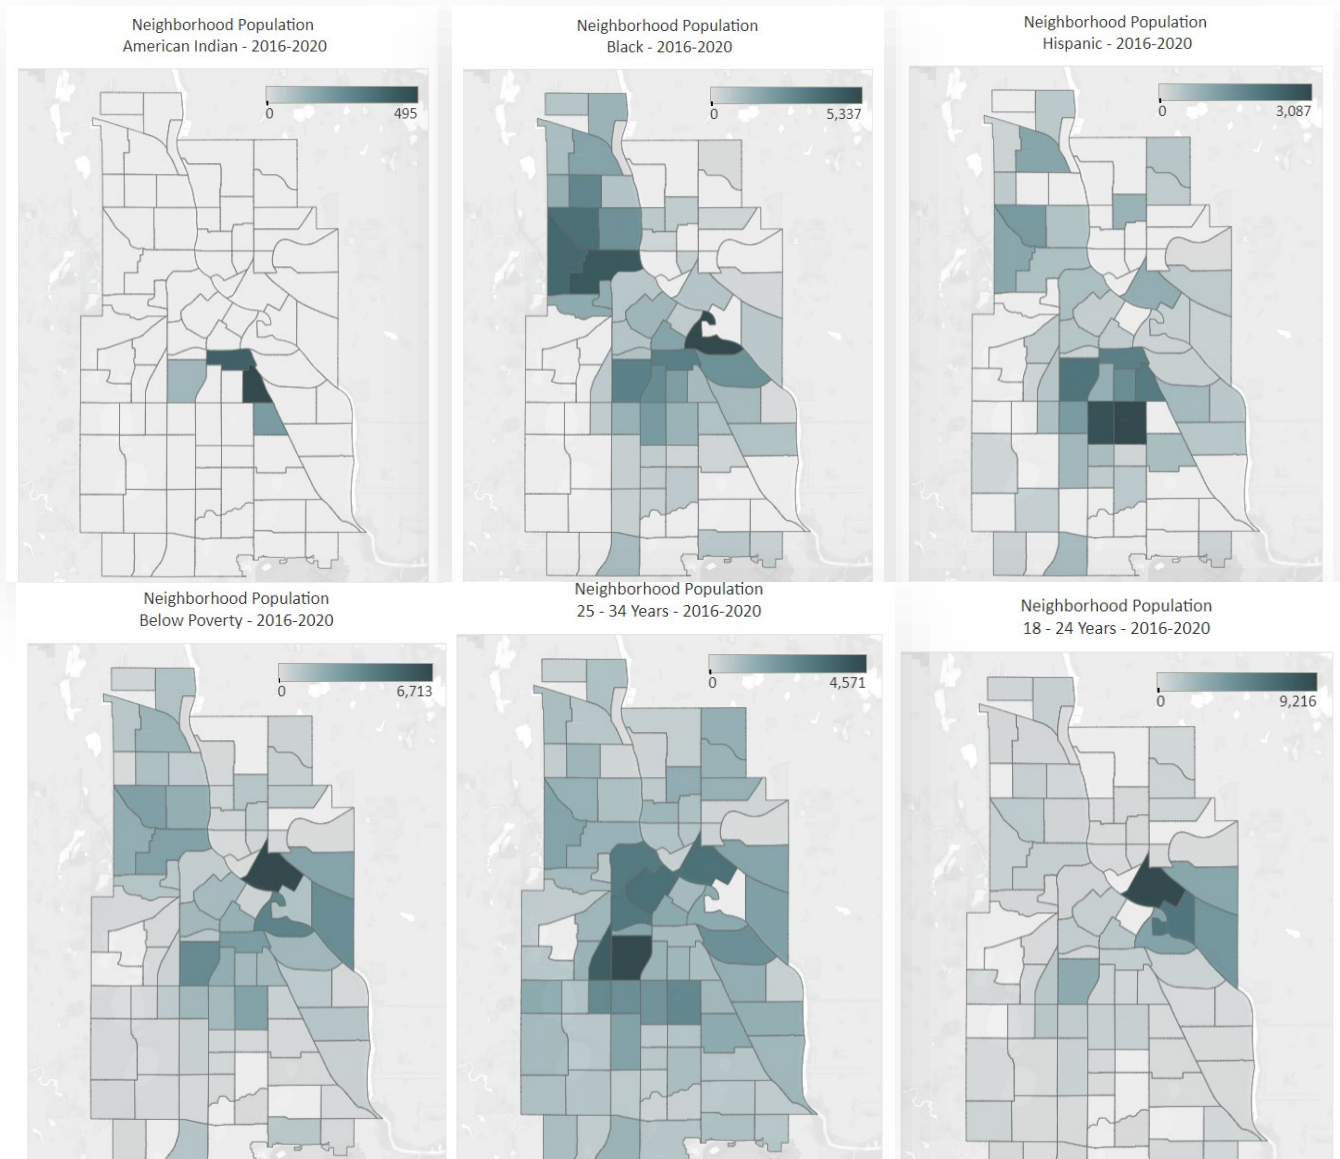 Neighborhood Population
American Indian - 2016-2020
0
495
Neighborhood Population
Black - 2016-2020
0
5,337
Neighborhood Population
Hispanic - 2016-2020
0
3,087
Neighborhood Population
Below Poverty - 2016-2020
0
6,713
Neighborhood Population
25 - 34 Years - 2016-2020
0
4,571
Neighborhood Population
18 - 24 Years - 2016-2020
0
9,216